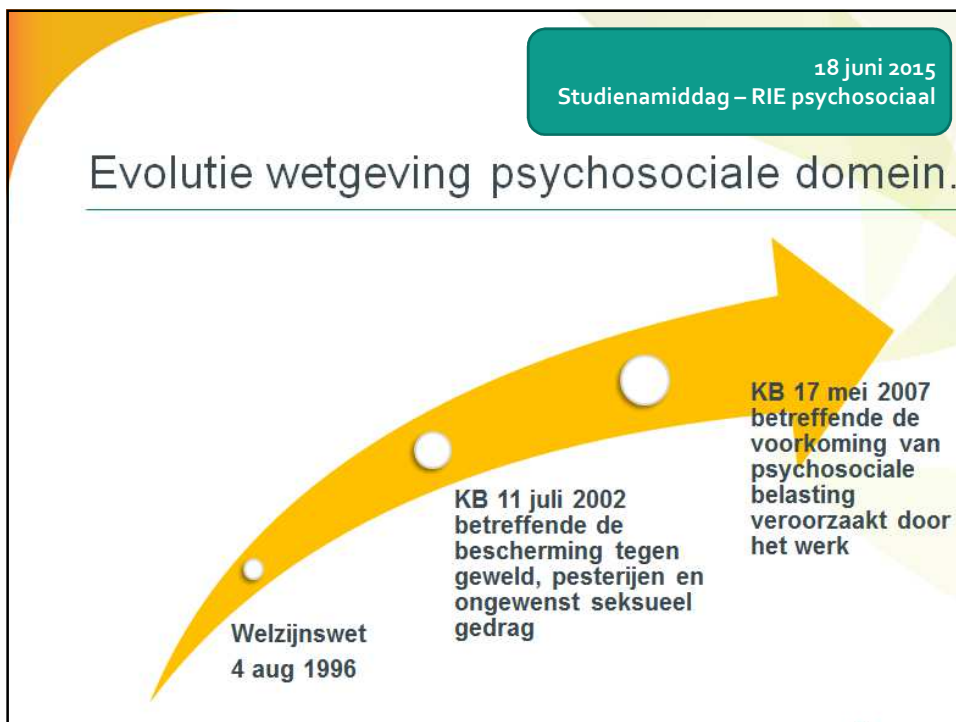 18 juni 2015
Studienamiddag – RIE psychosociaal
Evolutie wetgeving psychosociale domein.
Welzijnswet
4 aug 1996
KB 11 juli 2002
betreffende de
bescherming tegen
geweld, pesterijen en
ongewenst seksueel
gedrag
KB 17 mei 2007
betreffende de
voorkoming van
psychosociale
belasting
veroorzaakt door
het werk